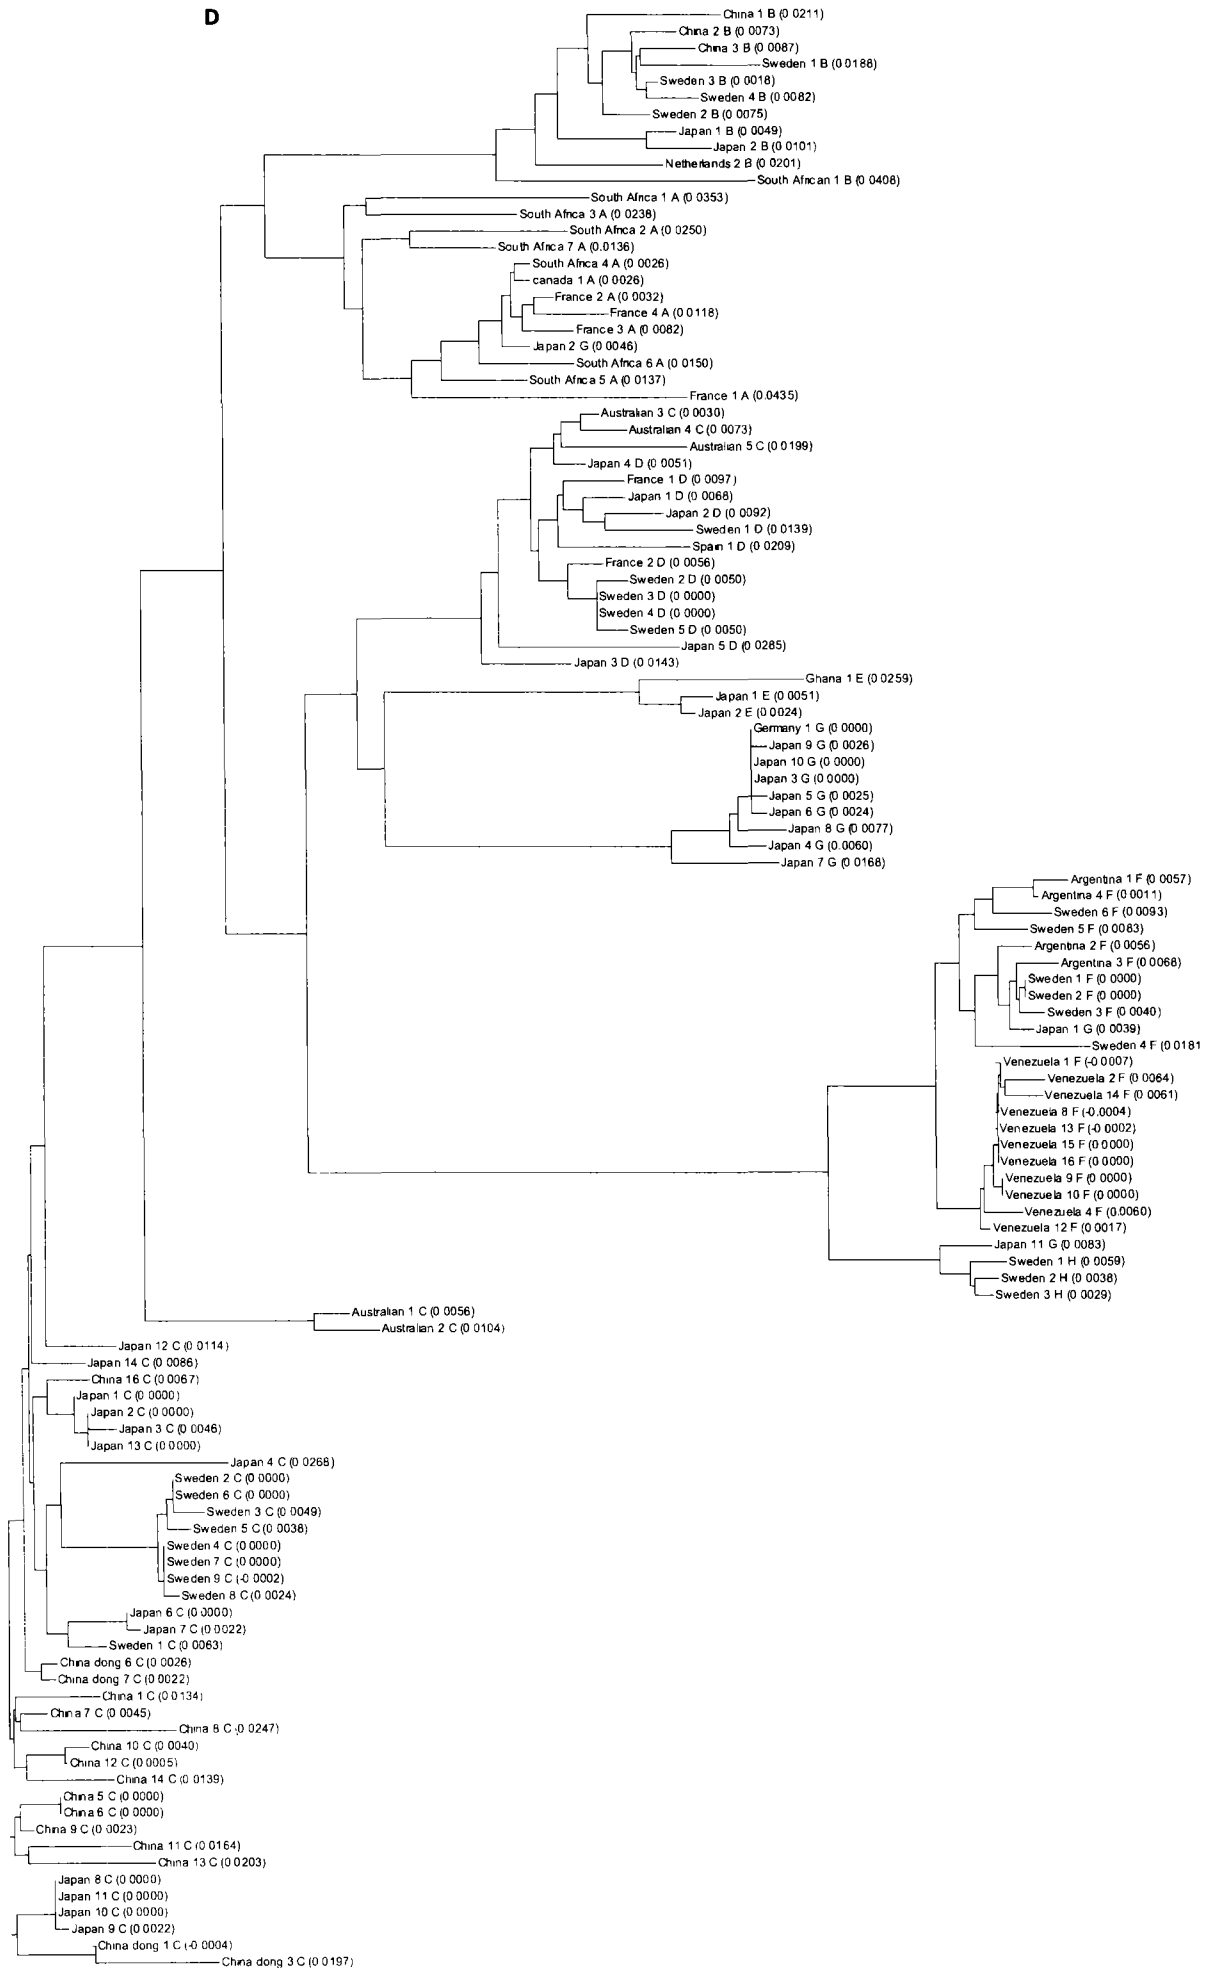 D
China 1 B (0 0211)
China 2 B (0 0073)
China 3 B (0 0087)
Sweden 1 B (0 0188)
Sweden 3 B (0 0018)
Sweden 4 B (0 0082)
Sweden 2 B (0 0075)
Japan 1 B (0 0049)
Japan 2 B (0 0101)
Netherlands 2 B (0 0201)
South African 1 B (0 0408)
South Africa 1 A (0 0353)
South Africa 3 A (0 0238)
South Africa 2 A (0 0250)
South Africa 7 A (0.0136)
South Africa 4 A (0 0026)
canada 1 A (0 0026)
France 2 A (0 0032)
France 4 A (0 0118)
France 3 A (0 0082)
Japan 2 G (0 0046)
South Africa 6 A (0 0150)
South Africa 5 A (0 0137)
France 1 A (0.0435)
Australian 3 C (0 0030)
Australian 4 C (0 0073)
Australian 5 C (0 0199)
Japan 4 D (0 0051)
France 1 D (0 0097)
Japan 1 D (0 0068)
Japan 2 D (0 0092)
Sweden 1 D (0 0139)
Spain 1 D (0 0209)
France 2 D (0 0056)
Sweden 2 D (0 0050)
Sweden 3 D (0 0000)
Sweden 4 D (0 0000)
Sweden 5 D (0 0050)
Japan 5 D (0 0285)
Japan 3 D (0 0143)
Ghana 1 E (0 0259)
Japan 1 E (0 0051)
Japan 2 E (0 0024)
Germany 1 G (0 0000)
Japan 9 G (0 0026)
Japan 10 G (0 0000)
Japan 3 G (0 0000)
Japan 5 G (0 0025)
Japan 6 G (0 0024)
Japan 8 G (0 0077)
Japan 4 G (0.0060)
Japan 7 G (0 0168)
Argentina 1 F (0 0057)
Argentina 4 F (0 0011)
Sweden 6 F (0 0093)
Sweden 5 F (0 0083)
Argentina 2 F (0 0056)
Argentina 3 F (0 0068)
Sweden 1 F (0 0000)
Sweden 2 F (0 0000)
Sweden 3 F (0 0040)
Japan 1 G (0 0039)
Sweden 4 F (0 0181
Venezuela 1 F (-0 0007)
Venezuela 2 F (0 0064)
Venezuela 14 F (0 0061)
Venezuela 8 F (-0.0004)
Venezuela 13 F (-0 0002)
Venezuela 15 F (0 0000)
Venezuela 16 F (0 0000)
Venezuela 9 F (0 0000)
Venezuela 10 F (0 0000)
Venezuela 4 F (0.0060)
Venezuela 12 F (0 0017)
Japan 11 G (0 0083)
Sweden 1 H (0 0059)
Sweden 2 H (0 0038)
Sweden 3 H (0 0029)
Australian 1 C (0 0056)
Australian 2 C (0 0104)
Japan 12 C (0 0114)
Japan 14 C (0 0086)
China 16 C (0 0067)
Japan 1 C (0 0000)
Japan 2 C (0 0000)
Japan 3 C (0 0046)
Japan 13 C (0 0000)
Japan 4 C (0 0268)
Sweden 2 C (0 0000)
Sweden 6 C (0 0000)
Sweden 3 C (0 0049)
Sweden 5 C (0 0038)
Sweden 4 C (0 0000)
Sweden 7 C (0 0000)
Sweden 9 C (-0 0002)
Sweden 8 C (0 0024)
Japan 6 C (0 0000)
Japan 7 C (0 0022)
Sweden 1 C (0 0063)
China dong 6 C (0 0026)
China dong 7 C (0 0022)
China 1 C (0 0134)
China 7 C (0 0045)
China 8 C (0 0247)
China 10 C (0 0040)
China 12 C (0 0005)
China 14 C (0 0139)
China 5 C (0 0000)
China 6 C (0 0000)
China 9 C (0 0023)
China 11 C (0 0164)
China 13 C (0 0203)
Japan 8 C (0 0000)
Japan 11 C (0 0000)
Japan 10 C (0 0000)
Japan 9 C (0 0022)
China dong 1 C (-0 0004)
China dong 3 C (0 0197)